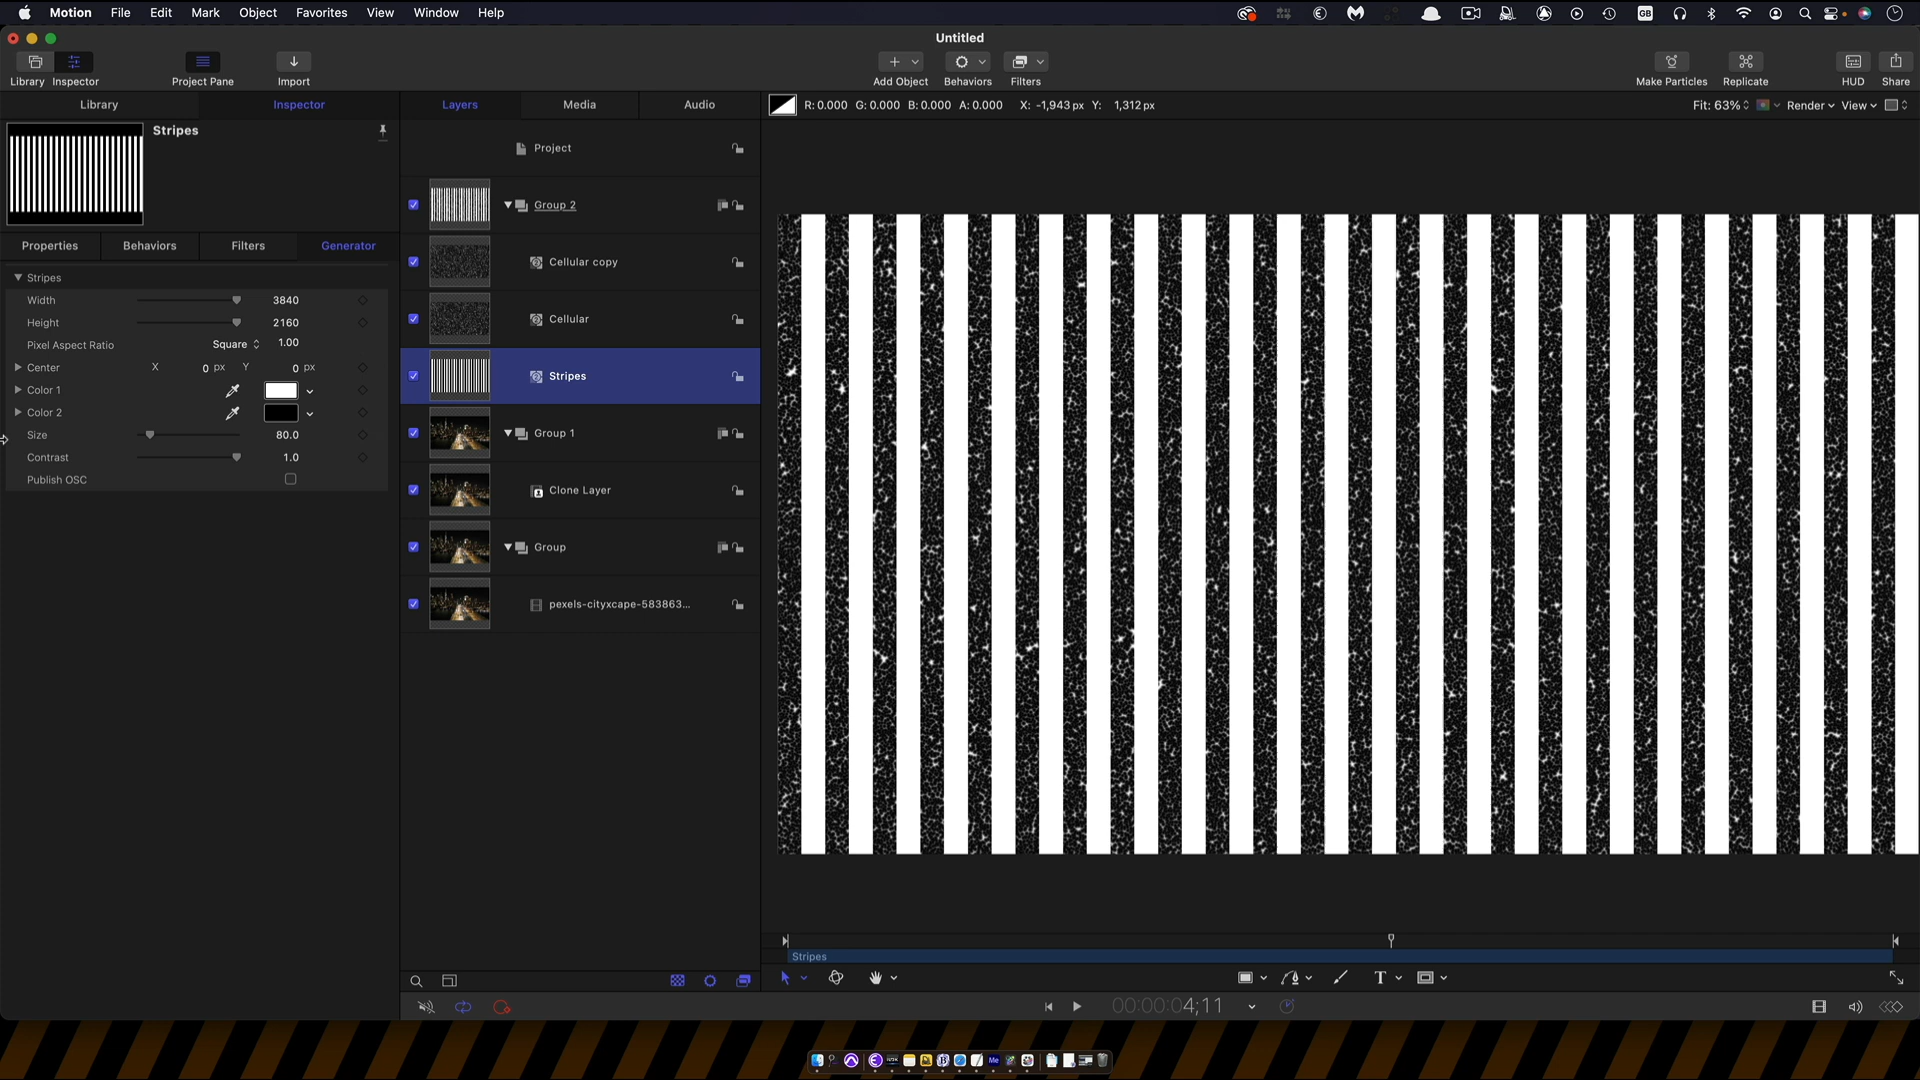 Motion File Edit Mark Object Favorites View Window Help
GB
Untitled
Library Inspector Project Pane Import Add Object Behaviors Filters Make Particles Replicate HUD Share
Library Inspector Layers Media Audio R: 0.000 G: 0.000 B: 0.000 A: 0.000 X: -1,943 px Y: 1,312 px Fit: 63% Render View
Stripes
Project
Group 2
Properties Behaviors Filters Generator
Cellular copy
Stripes
Width 3840
Height 2160
Cellular
Pixel Aspect Ratio Square 1.00
Center X 0 px Y 0 px
Stripes
Color 1
Color 2
Size 80.0
Group 1
Contrast 1.0
Publish OSC
Clone Layer
Group
pexels-cityxcape-583863...
Stripes
T
00:00:04;11
Me